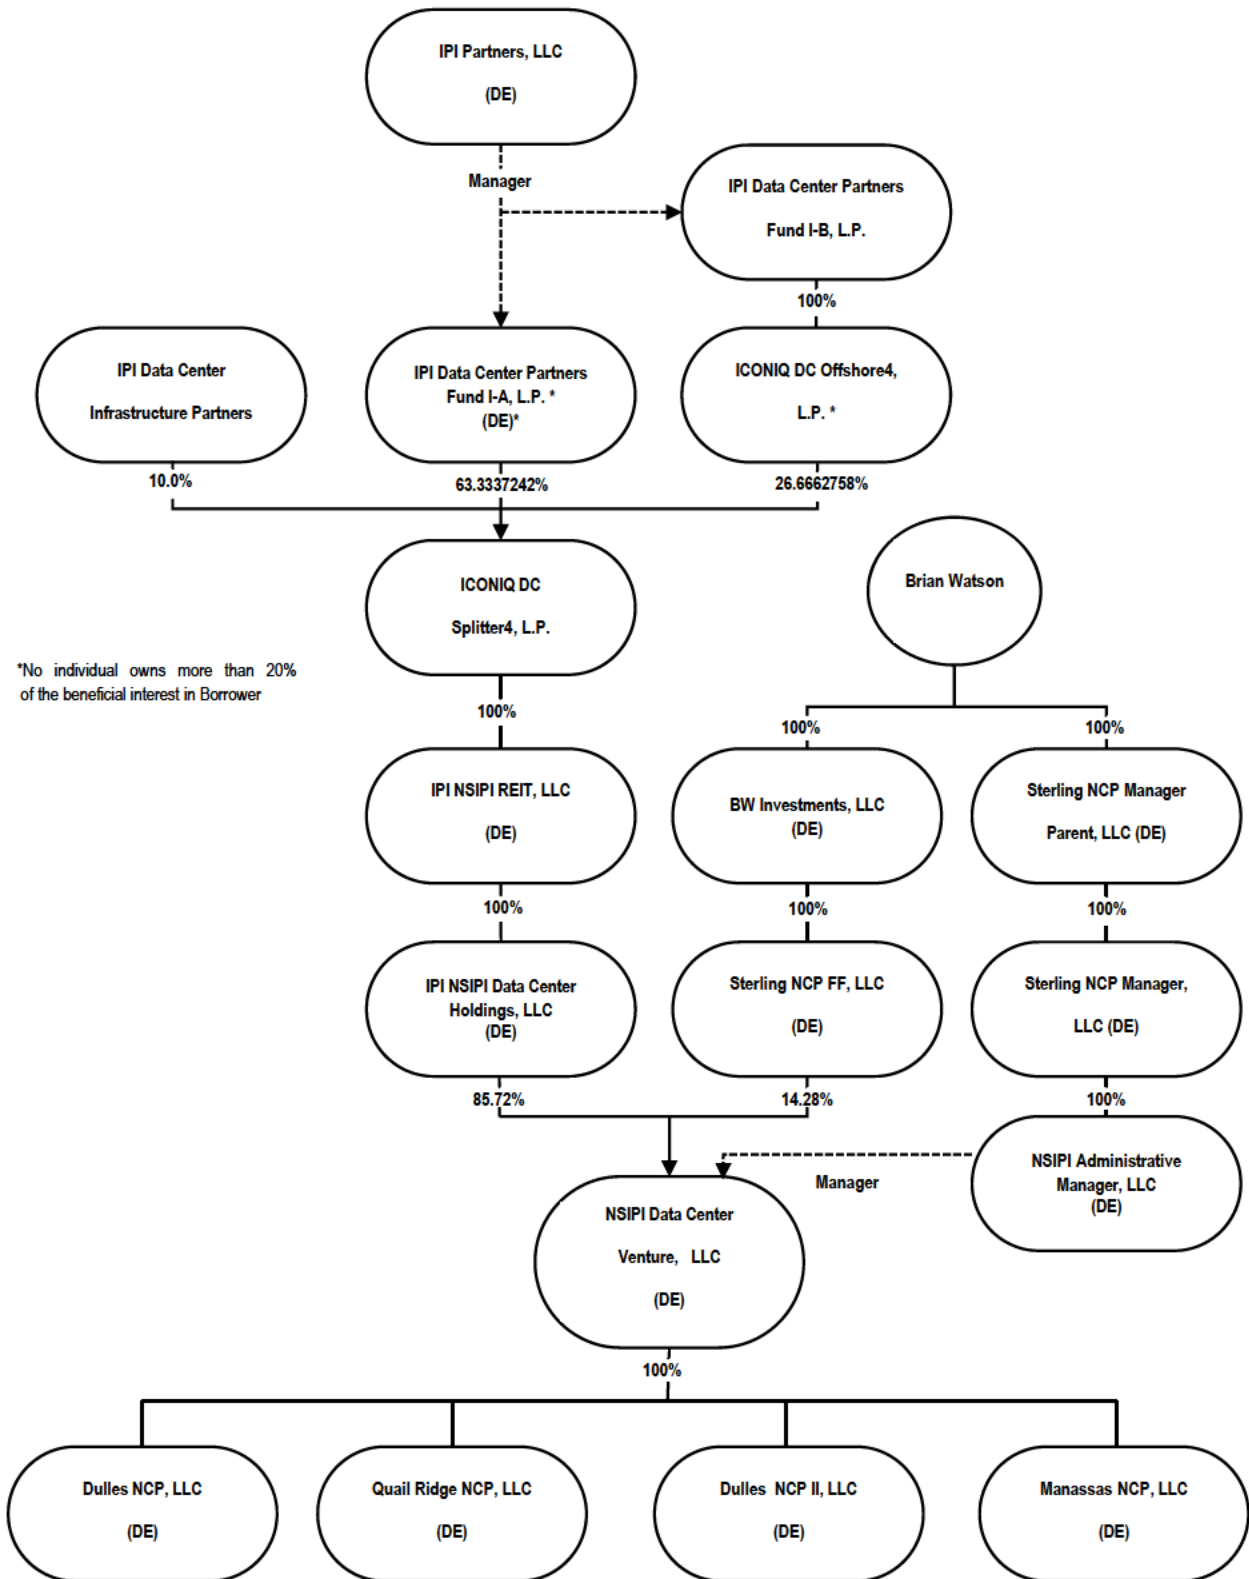 IPI Partners, LLC
(DE)
Manager
IPI Data Center Partners
Fund I-B, L.P.
100%
IPI Data Center
Infrastructure Partners
IPI Data Center Partners
Fund I-A, L.P. *
(DE)*
ICONIQ DC Offshore4,
L.P. *
10.0%
63.3337242%
26.6662758%
ICONIQ DC
Splitter4, L.P.
Brian Watson
*No individual owns more than 20%
of the beneficial interest in Borrower
100%
100%
100%
IPI NSIPI REIT, LLC
(DE)
BW Investments, LLC
(DE)
Sterling NCP Manager
Parent, LLC (DE)
100%
100%
100%
IPI NSIPI Data Center
Holdings, LLC
(DE)
Sterling NCP FF, LLC
(DE)
Sterling NCP Manager,
LLC (DE)
85.72%
14.28%
100%
Manager
NSIPI Administrative
Manager, LLC
(DE)
NSIPI Data Center
Venture, LLC
(DE)
100%
Dulles NCP, LLC
(DE)
Quail Ridge NCP, LLC
(DE)
Dulles NCP II, LLC
(DE)
Manassas NCP, LLC
(DE)